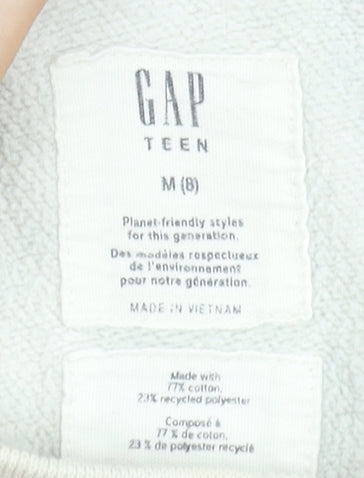 GAP
TEEN
M (8)
Planet-friendly styles
for this generation.
Des modèles respectueux
de l'environnement
pour notre génération.
MADE IN VIETNAM
Made with
77% cotton,
23% recycled polyester
Composé à
77 % de coton,
23 % de polyester recyclé